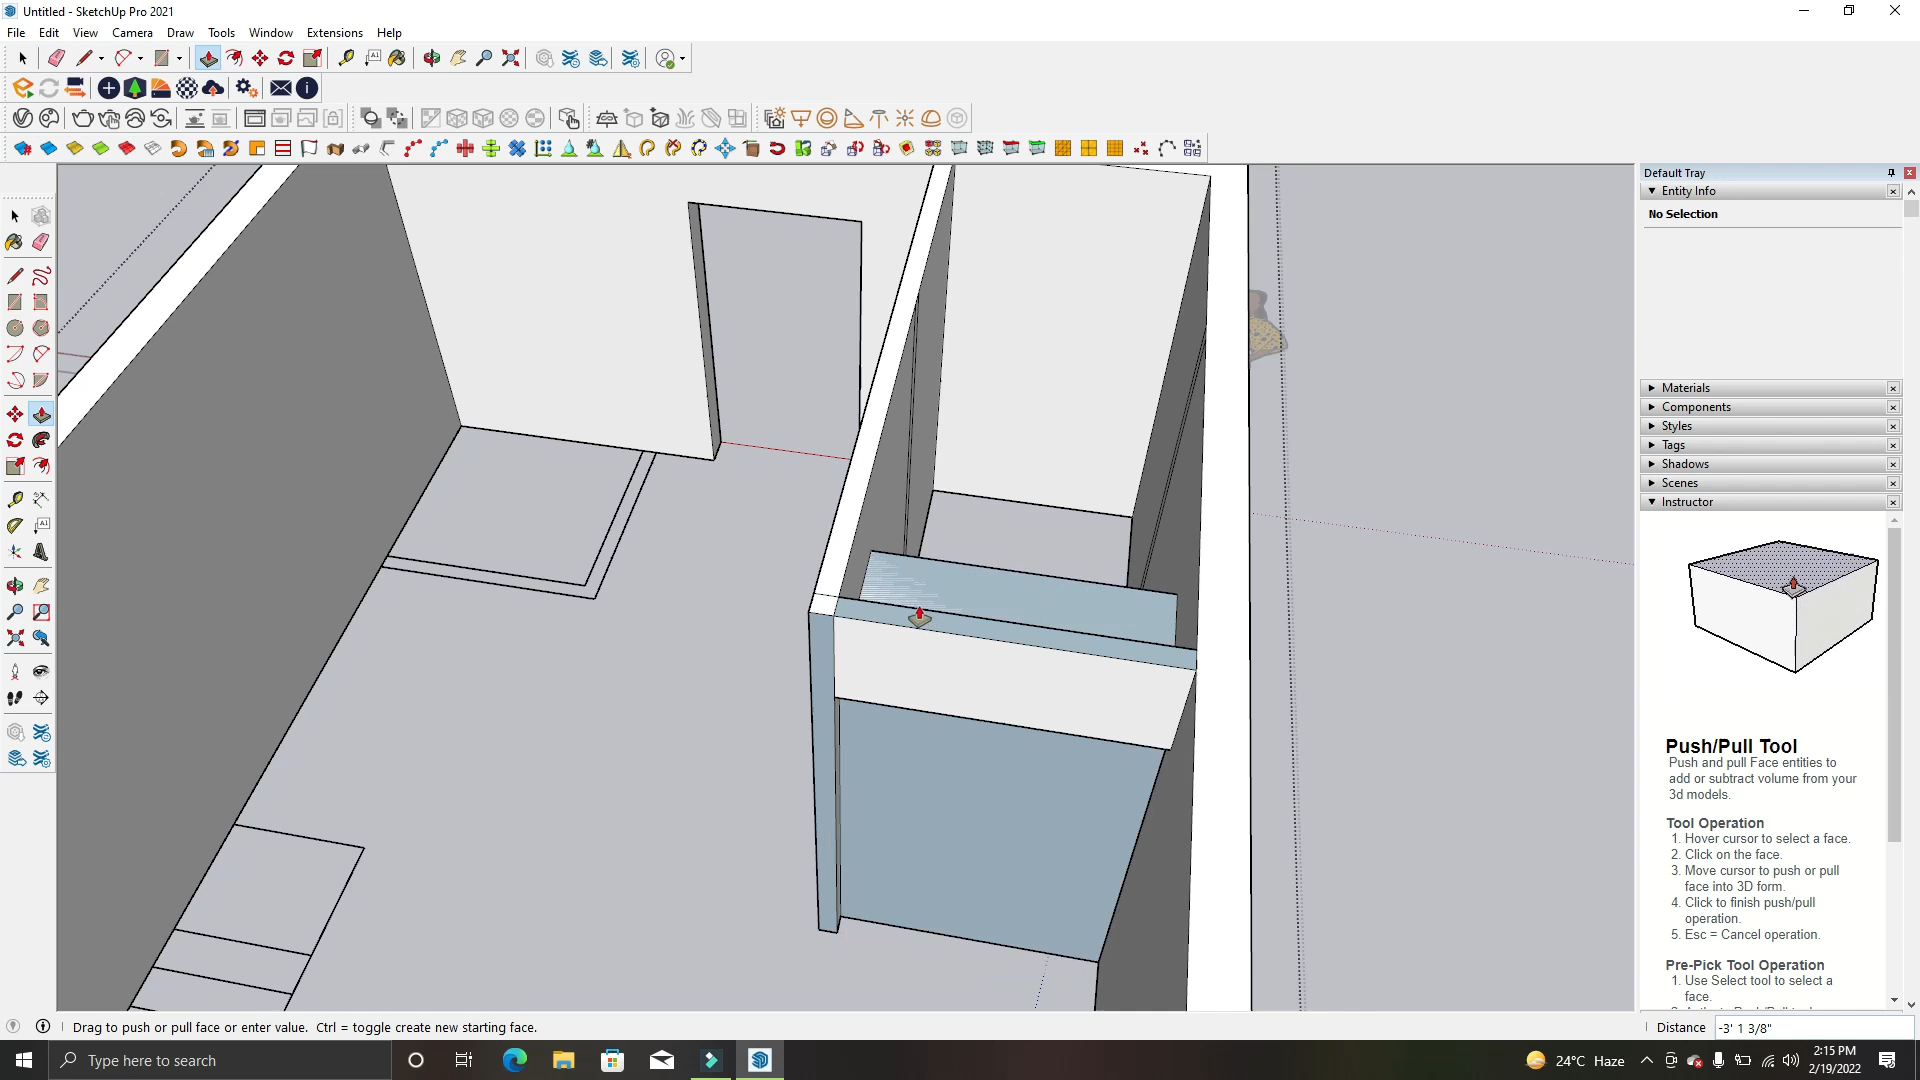 Untitled - SketchUp Pro 2021
File Edit View Camera Draw Tools Window Extensions Help
Default Tray
Entity Info
No Selection
Materials
Components
Styles
Tags
Shadows
Scenes
Instructor
Push/Pull Tool
Push and pull Face entities to
add or subtract volume from your
3d models.
Tool Operation
1. Hover cursor to select a face.
2. Click on the face.
3. Move cursor to push or pull
face into 3D form.
4. Click to finish push/pull
operation.
5. Esc = Cancel operation.
Pre-Pick Tool Operation
1. Use Select tool to select a
face.
Drag to push or pull face or enter value. Ctrl = toggle create new starting face.
Distance -3' 1 3/8"
Type here to search
24°C Haze
2:15 PM
2/19/2022